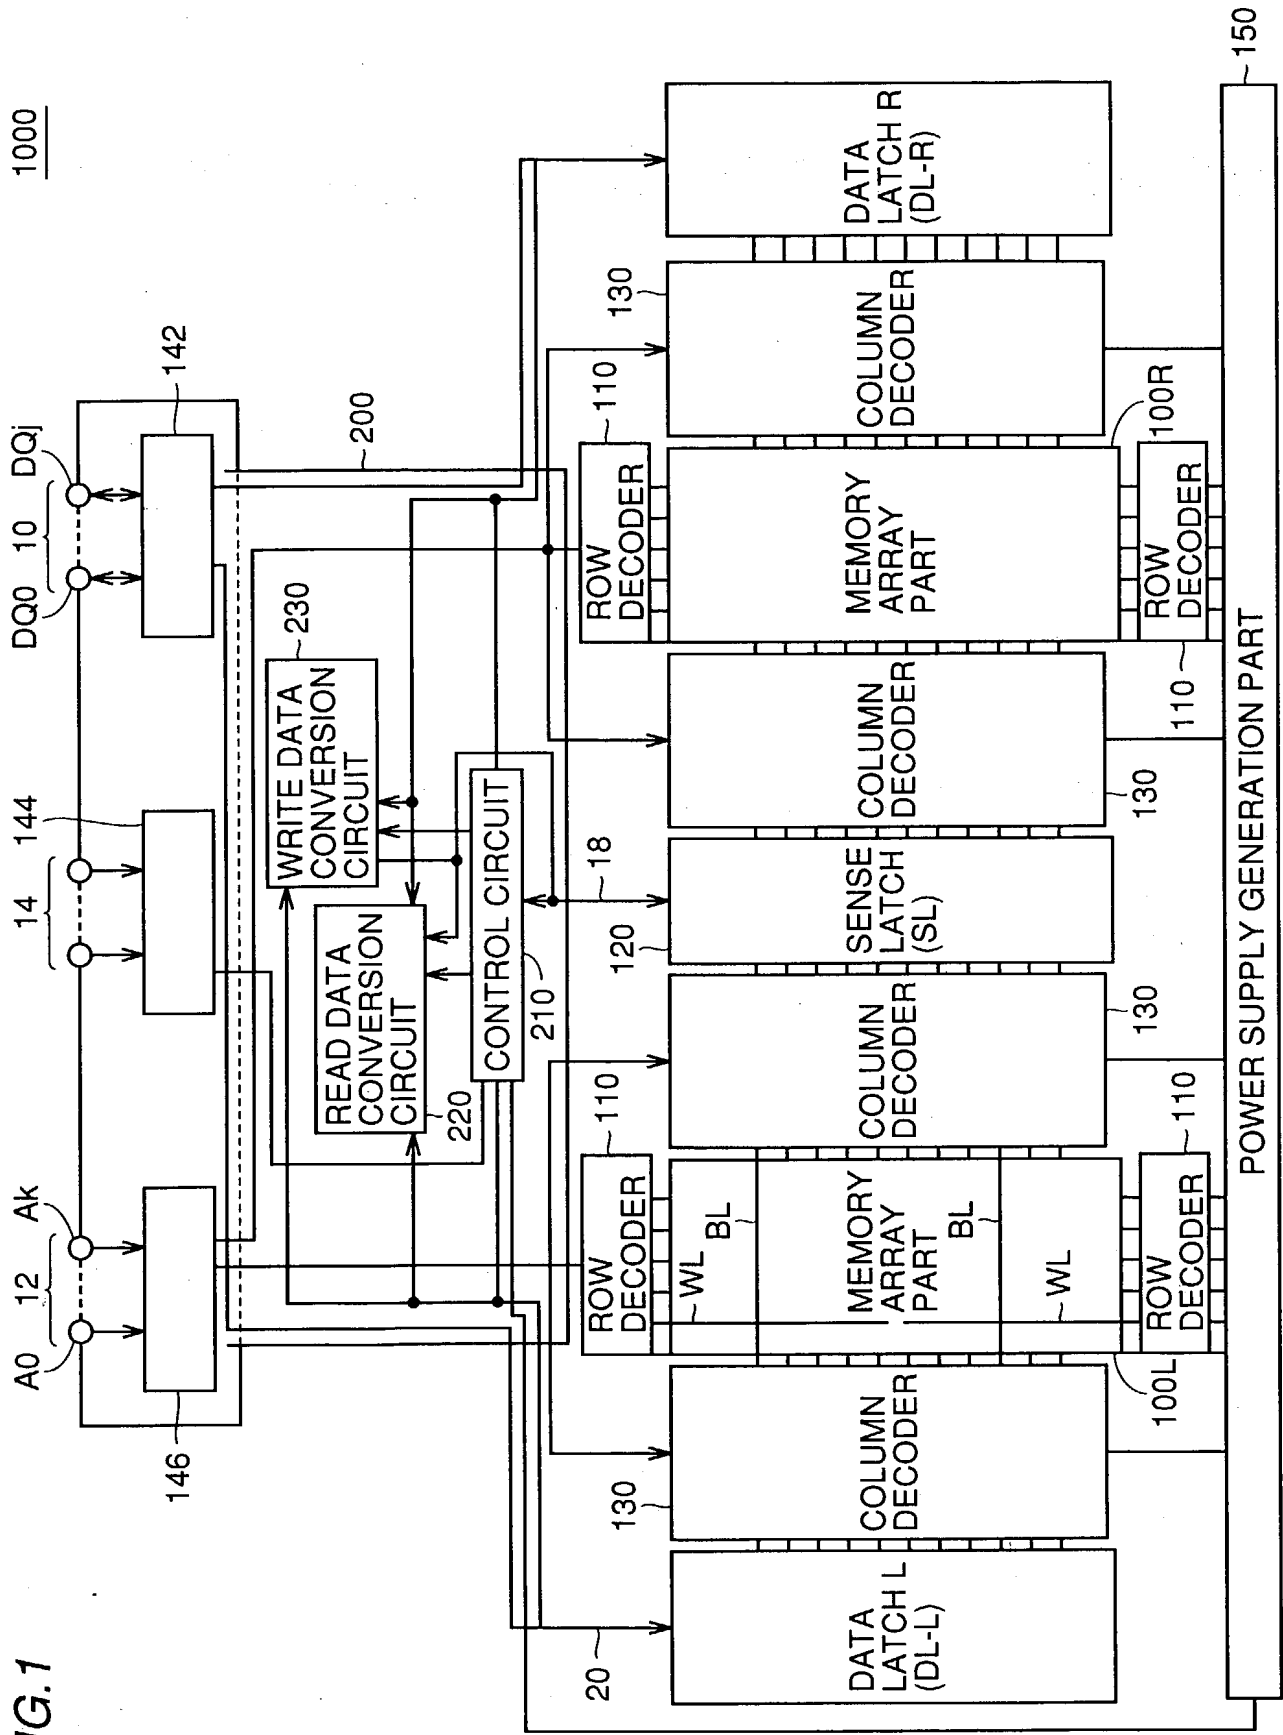 FIG.1
1000
A0
12
Ak
14
DQ0
10
DQj
146
144
142
200
WRITE DATA
CONVERSION
CIRCUIT
230
READ DATA
CONVERSION
CIRCUIT
220
CONTROL CIRCUIT
210
18
20
110
ROW
DECODER
110
ROW
DECODER
DATA
LATCH L
(DL-L)
130
COLUMN
DECODER
WL
BL
MEMORY
ARRAY
PART
BL
WL
100L
COLUMN
DECODER
130
120
SENSE
LATCH
(SL)
COLUMN
DECODER
130
MEMORY
ARRAY
PART
100R
130
COLUMN
DECODER
DATA
LATCH R
(DL-R)
ROW
DECODER
110
ROW
DECODER
110
POWER SUPPLY GENERATION PART
150